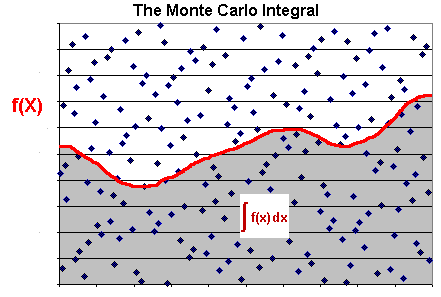 The Monte Carlo Integral
f(X)
∫ f(x) dx